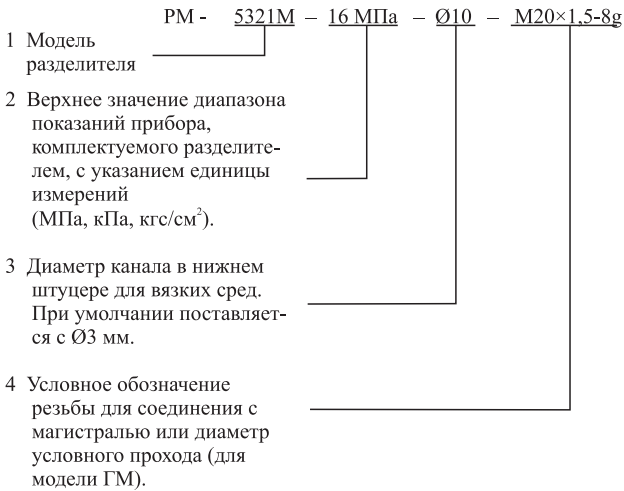 РМ - 5321М – 16 МПа – Ø10 – М20×1,5-8g
1 Модель
разделителя
2 Верхнее значение диапазона
показаний прибора,
комплектуемого разделите-
лем, с указанием единицы
измерений
(МПа, кПа, кгс/см²).
3 Диаметр канала в нижнем
штуцере для вязких сред.
При умолчании поставляет-
ся с Ø3 мм.
4 Условное обозначение
резьбы для соединения с
магистралью или диаметр
условного прохода (для
модели ГМ).